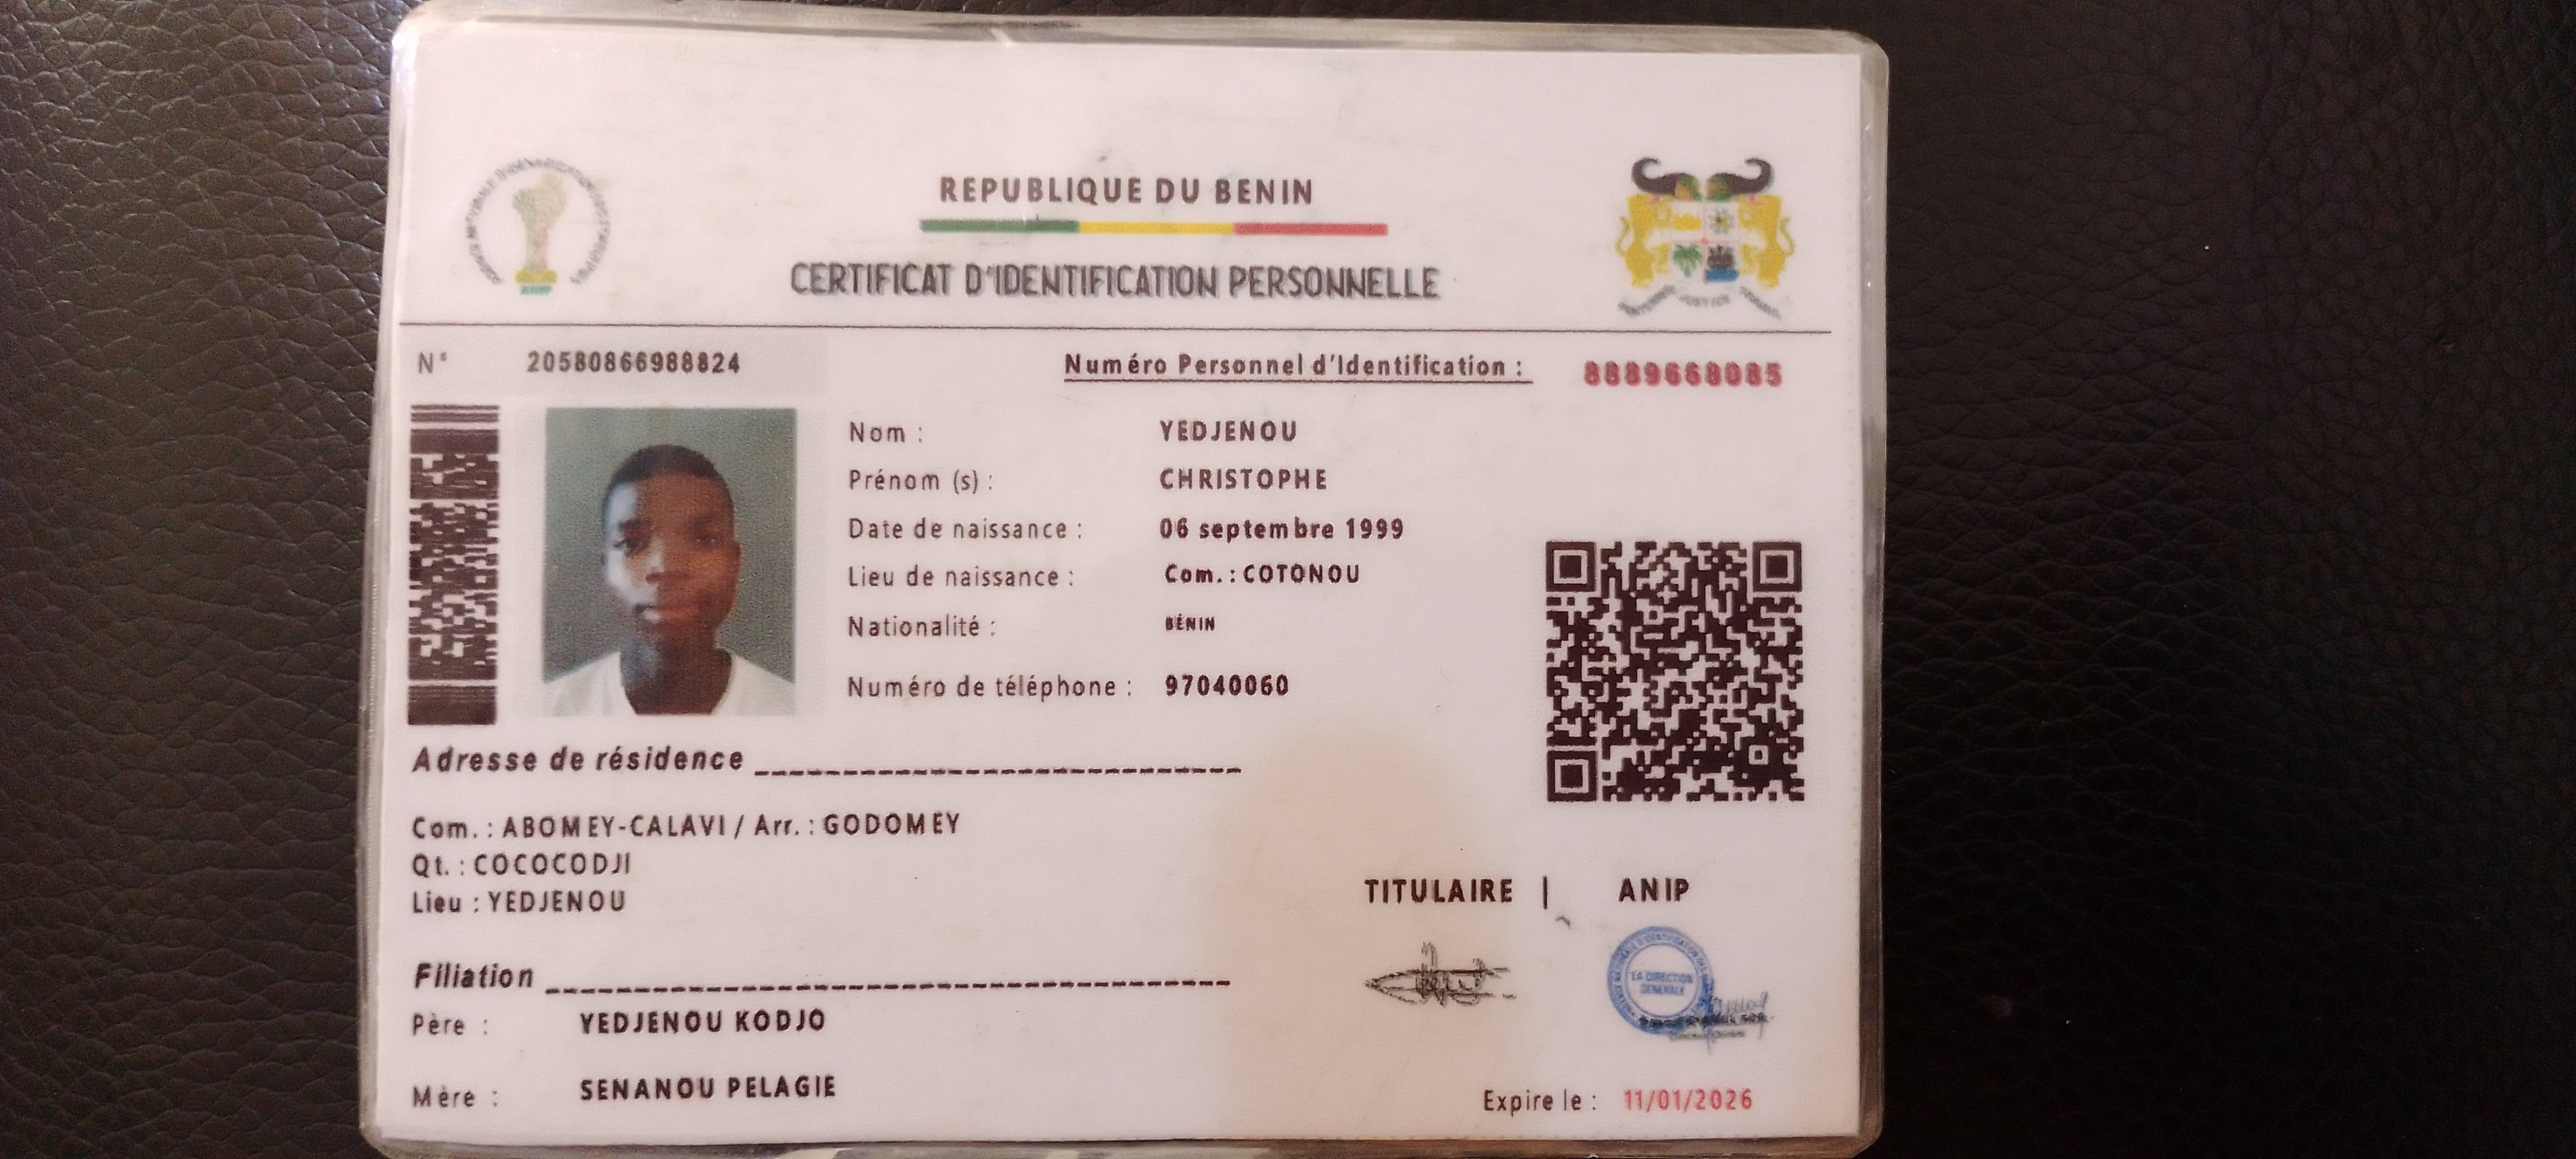 REPUBLIQUE DU BENIN
CERTIFICAT D'IDENTIFICATION PERSONNELLE
N° 20580866988824 Numéro Personnel d'Identification : 8889668085
Nom : YEDJENOU
Prénom (s) : CHRISTOPHE
Date de naissance : 06 septembre 1999
Lieu de naissance : Com. : COTONOU
Nationalité : BÉNIN
Numéro de téléphone : 97040060
Adresse de résidence
Com. : ABOMEY-CALAVI / Arr. : GODOMEY
Qt. : COCOCODJI
Lieu : YEDJENOU
TITULAIRE | ANIP
LA DIRECTION
GENERALE
Filiation
Père : YEDJENOU KODJO
Mère : SENANOU PELAGIE
Expire le : 11/01/2026